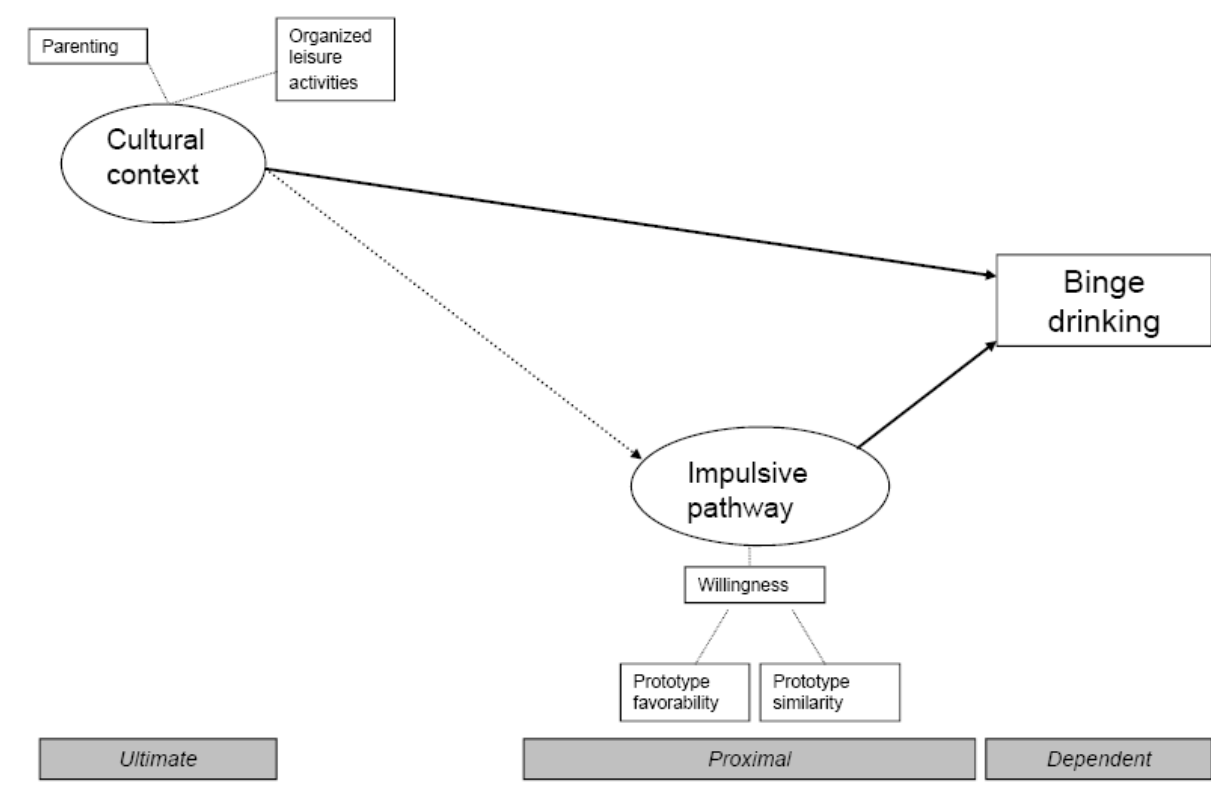 Parenting
Organized
leisure
activities
Cultural
context
Binge
drinking
Impulsive
pathway
Willingness
Prototype
favorability
Prototype
similarity
Ultimate
Proximal
Dependent